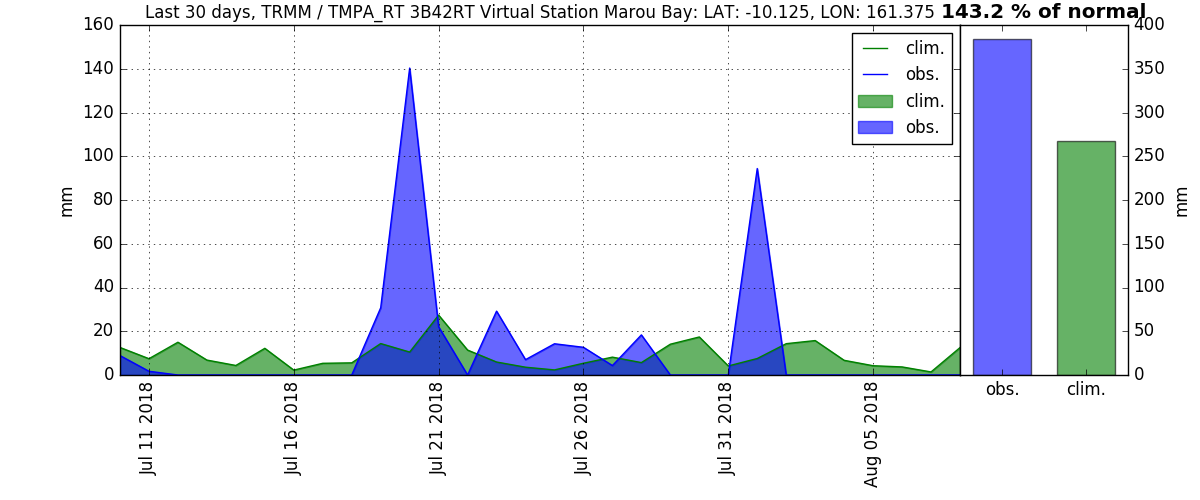 Last 30 days, TRMM / TMPA_RT 3B42RT Virtual Station Marou Bay: LAT: -10.125, LON: 161.375 143.2 % of normal
160
140
120
100
80
60
40
20
0
mm
clim.
obs.
clim.
obs.
Jul 11 2018
Jul 16 2018
Jul 21 2018
Jul 26 2018
Jul 31 2018
Aug 05 2018
400
350
300
250
200
150
100
50
0
mm
obs. clim.